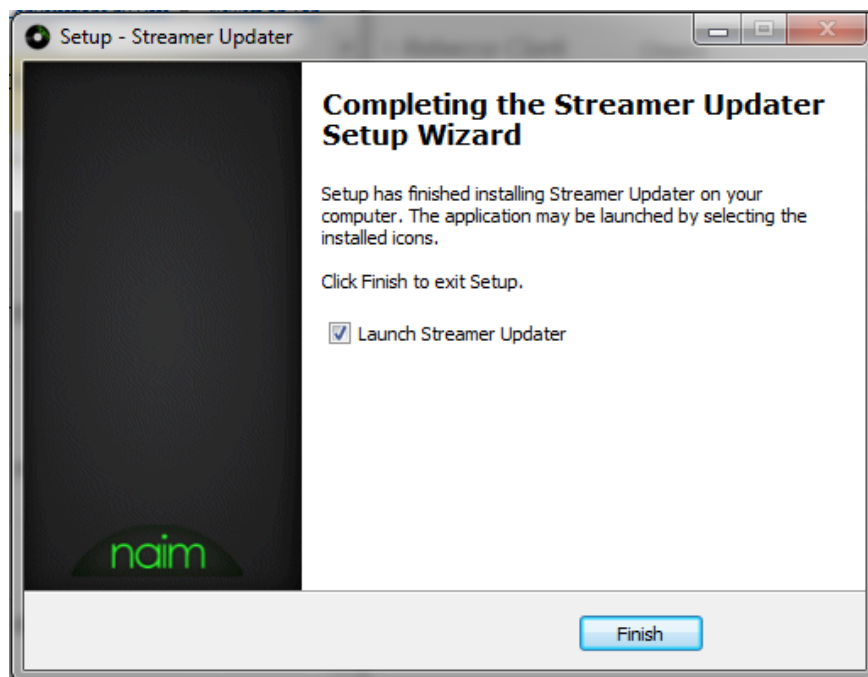 Setup - Streamer Updater
Completing the Streamer Updater
Setup Wizard
Setup has finished installing Streamer Updater on your
computer. The application may be launched by selecting the
installed icons.
Click Finish to exit Setup.
Launch Streamer Updater
naim
Finish